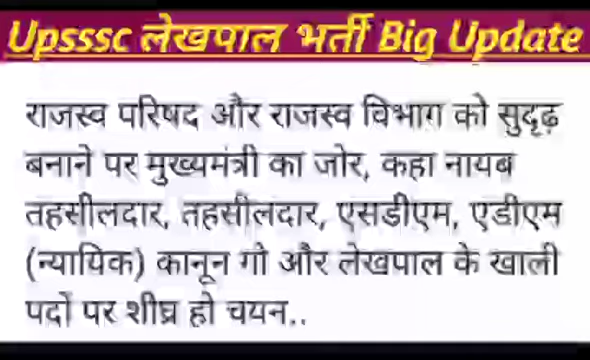 Upsssc लेखपाल भर्ती Big Update
राजस्व परिषद और राजस्व विभाग को सुदृढ़
बनाने पर मुख्यमंत्री का जोर, कहा नायब
तहसीलदार, तहसीलदार, एसडीएम, एडीएम
(न्यायिक) कानून गो और लेखपाल के खाली
पदों पर शीघ्र हो चयन..